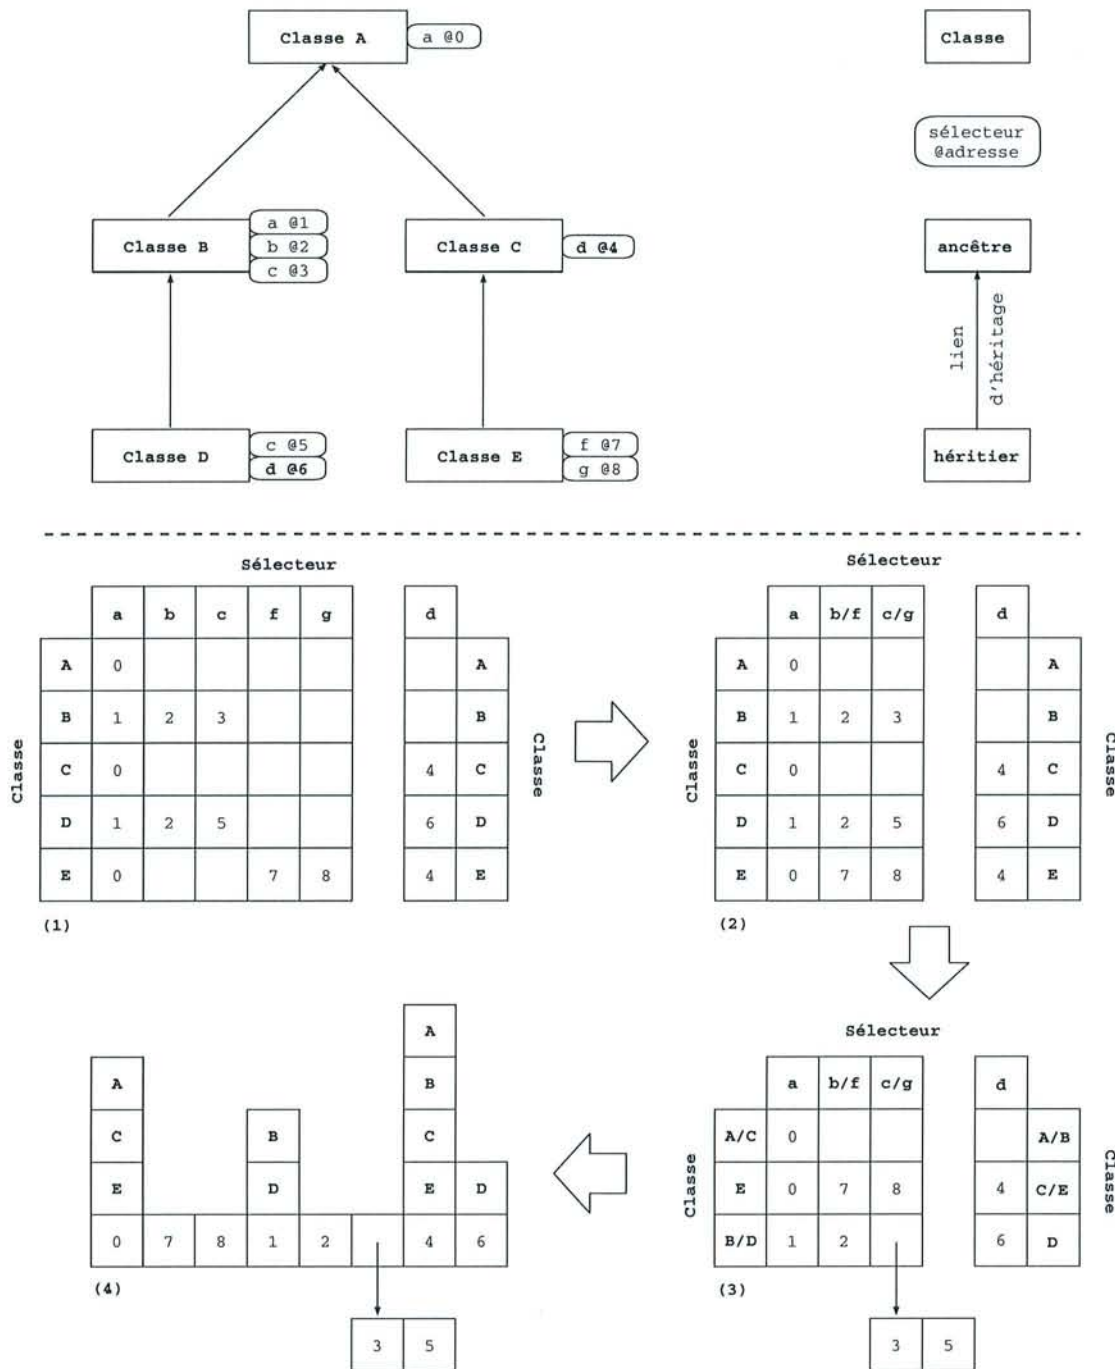 Classe A
a @0
Classe
sélecteur
@adresse
Classe B
a @1
b @2
c @3
Classe C
d @4
ancêtre
lien
d'héritage
Classe D
c @5
d @6
Classe E
f @7
g @8
héritier
Sélecteur
a b c f g d
A 0 A
B 1 2 3 B
C 0 4 C
D 1 2 5 6 D
E 0 7 8 4 E
Classe
Classe
(1)
Sélecteur
a b/f c/g d
A 0 A
B 1 2 3 B
C 0 4 C
D 1 2 5 6 D
E 0 7 8 4 E
Classe
Classe
(2)
Sélecteur
a b/f c/g d
A/C 0 A/B
E 0 7 8 4 C/E
B/D 1 2 6 D
Classe
Classe
(3)
3 5
A
A B
C B C
E D E D
0 7 8 1 2 4 6
(4)
3 5